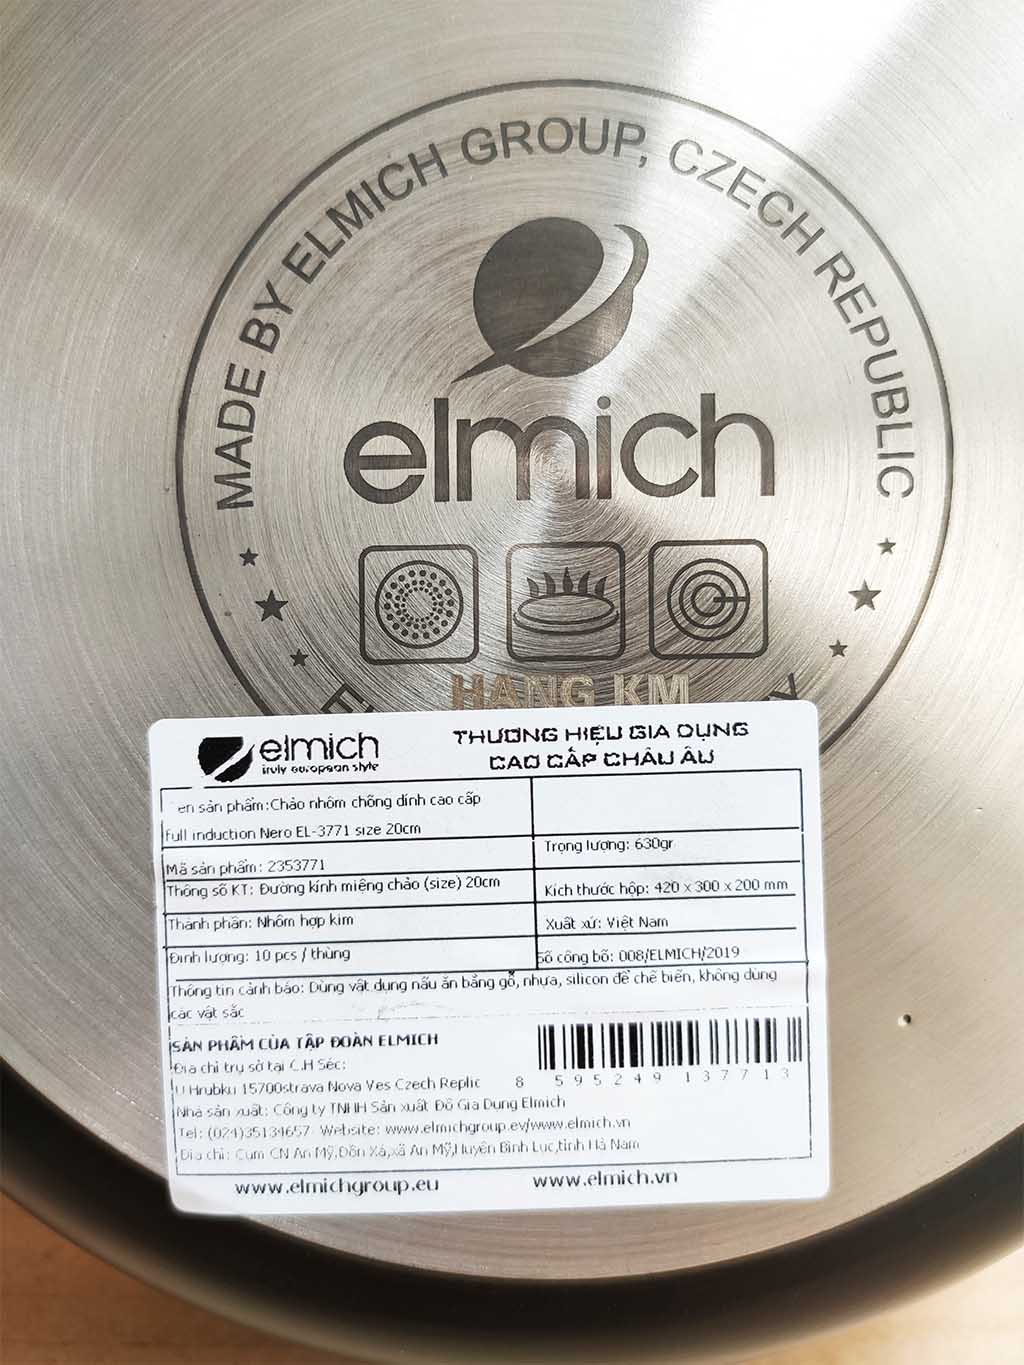 MADE BY ELMICH GROUP, CZECH REPUBLIC
elmich
HÀNG KM
elmich
truly european style
THƯƠNG HIỆU GIA DỤNG
CAO CẤP CHÂU ÂU
ên sản phẩm:Chảo nhôm chống dính cao cấp
full induction Nero EL-3771 size 20cm
Trọng lượng: 630gr
Mã sản phẩm: 2353771
Thông số KT: Đường kính miệng chảo (size) 20cm
Kích thước hộp: 420 x 300 x 200 mm
Thành phần: Nhôm hợp kim
Xuất xứ: Việt Nam
Định lượng: 10 pcs / thùng
Số công bố: 008/ELMICH/2019
Thông tin cảnh báo: Dùng vật dụng nấu ăn bằng gỗ, nhựa, silicon để chế biến, không dùng
các vật sắc
SẢN PHẨM CỦA TẬP ĐOÀN ELMICH
Địa chỉ trụ sở tại C.H Séc:
U Hrubku 15700strava Nova Ves Czech Replic
8 595249 137713
Nhà sản xuất: Công ty TNHH Sản xuất Đồ Gia Dụng Elmich
Tel: (024)35134657 Website: www.elmichgroup.ev/www.elmich.vn
Địa chỉ: Cụm CN An Mỹ,Đồn Xá,xã An Mỹ,Huyện Bình Lục,tỉnh Hà Nam
www.elmichgroup.eu
www.elmich.vn